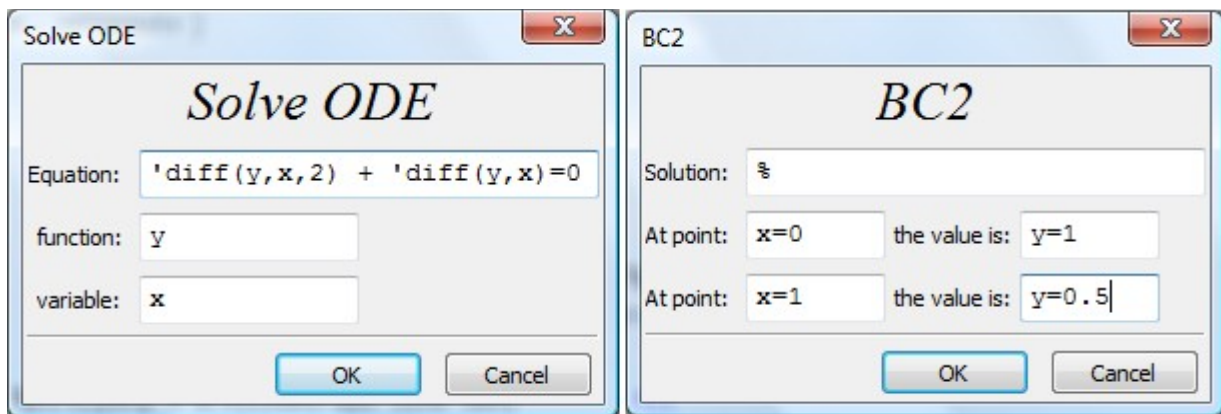 Solve ODE
Solve ODE
Equation: 'diff(y,x,2) + 'diff(y,x)=0
function: y
variable: x
OK Cancel
BC2
BC2
Solution: %
At point: x=0 the value is: y=1
At point: x=1 the value is: y=0.5
OK Cancel